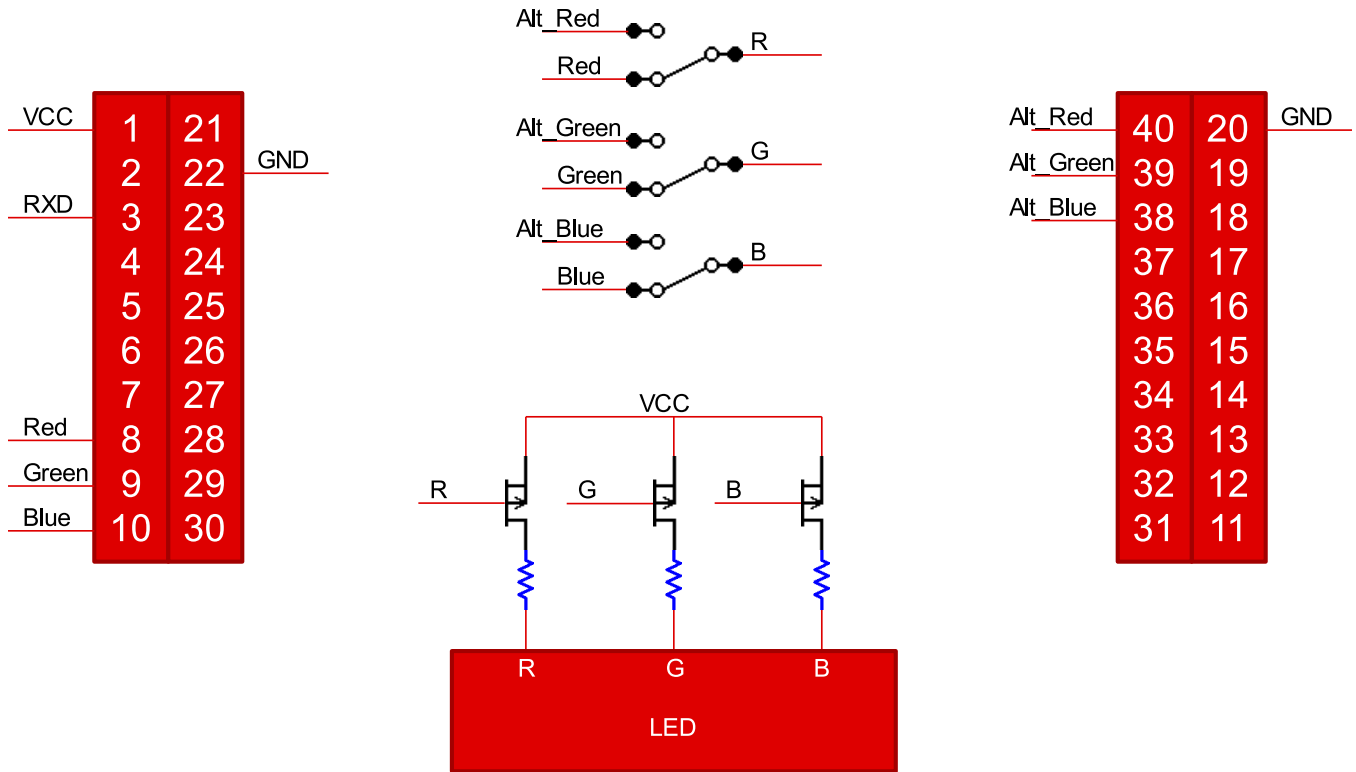 Alt_Red
R
Red
Alt_Green
G
Green
Alt_Blue
B
Blue
VCC 1 21
2 22 GND
RXD 3 23
4 24
5 25
6 26
7 27
Red 8 28
Green 9 29
Blue 10 30
Alt_Red 40 20 GND
Alt_Green 39 19
Alt_Blue 38 18
37 17
36 16
35 15
34 14
33 13
32 12
31 11
VCC
R G B
R G B
LED